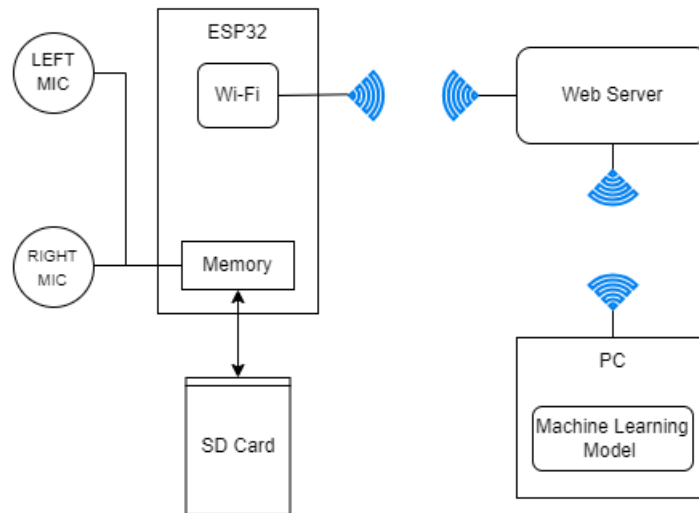 ESP32
LEFT
MIC
Wi-Fi
Web Server
RIGHT
MIC
Memory
PC
SD Card
Machine Learning
Model